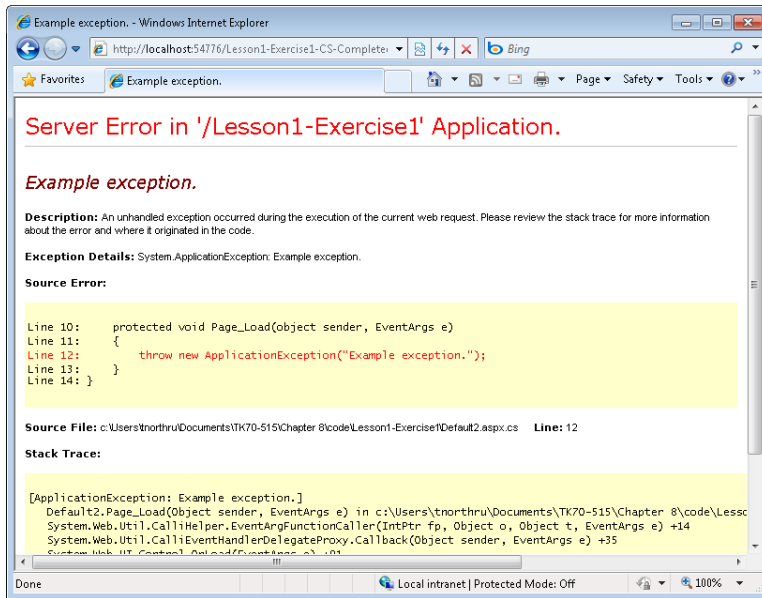 Example exception. - Windows Internet Explorer
http://localhost:54776/Lesson1-Exercise1-CS-Complete
Bing
Favorites
Example exception.
Page
Safety
Tools
Server Error in '/Lesson1-Exercise1' Application.
Example exception.
Description: An unhandled exception occurred during the execution of the current web request. Please review the stack trace for more information
about the error and where it originated in the code.
Exception Details: System.ApplicationException: Example exception.
Source Error:
Line 10:     protected void Page_Load(object sender, EventArgs e)
Line 11:     {
Line 12:         throw new ApplicationException("Example exception.");
Line 13:     }
Line 14: }
Source File: c:\Users\tnorthru\Documents\TK70-515\Chapter 8\code\Lesson1-Exercise1\Default2.aspx.cs    Line: 12
Stack Trace:
[ApplicationException: Example exception.]
Default2.Page_Load(Object sender, EventArgs e) in c:\Users\tnorthru\Documents\TK70-515\Chapter 8\code\Lesso
System.Web.Util.CalliHelper.EventArgFunctionCaller(IntPtr fp, Object o, Object t, EventArgs e) +14
System.Web.Util.CalliEventHandlerDelegateProxy.Callback(Object sender, EventArgs e) +35
System.Web.UI.Control.OnLoad(EventArgs e) +91
Done
Local intranet | Protected Mode: Off
100%